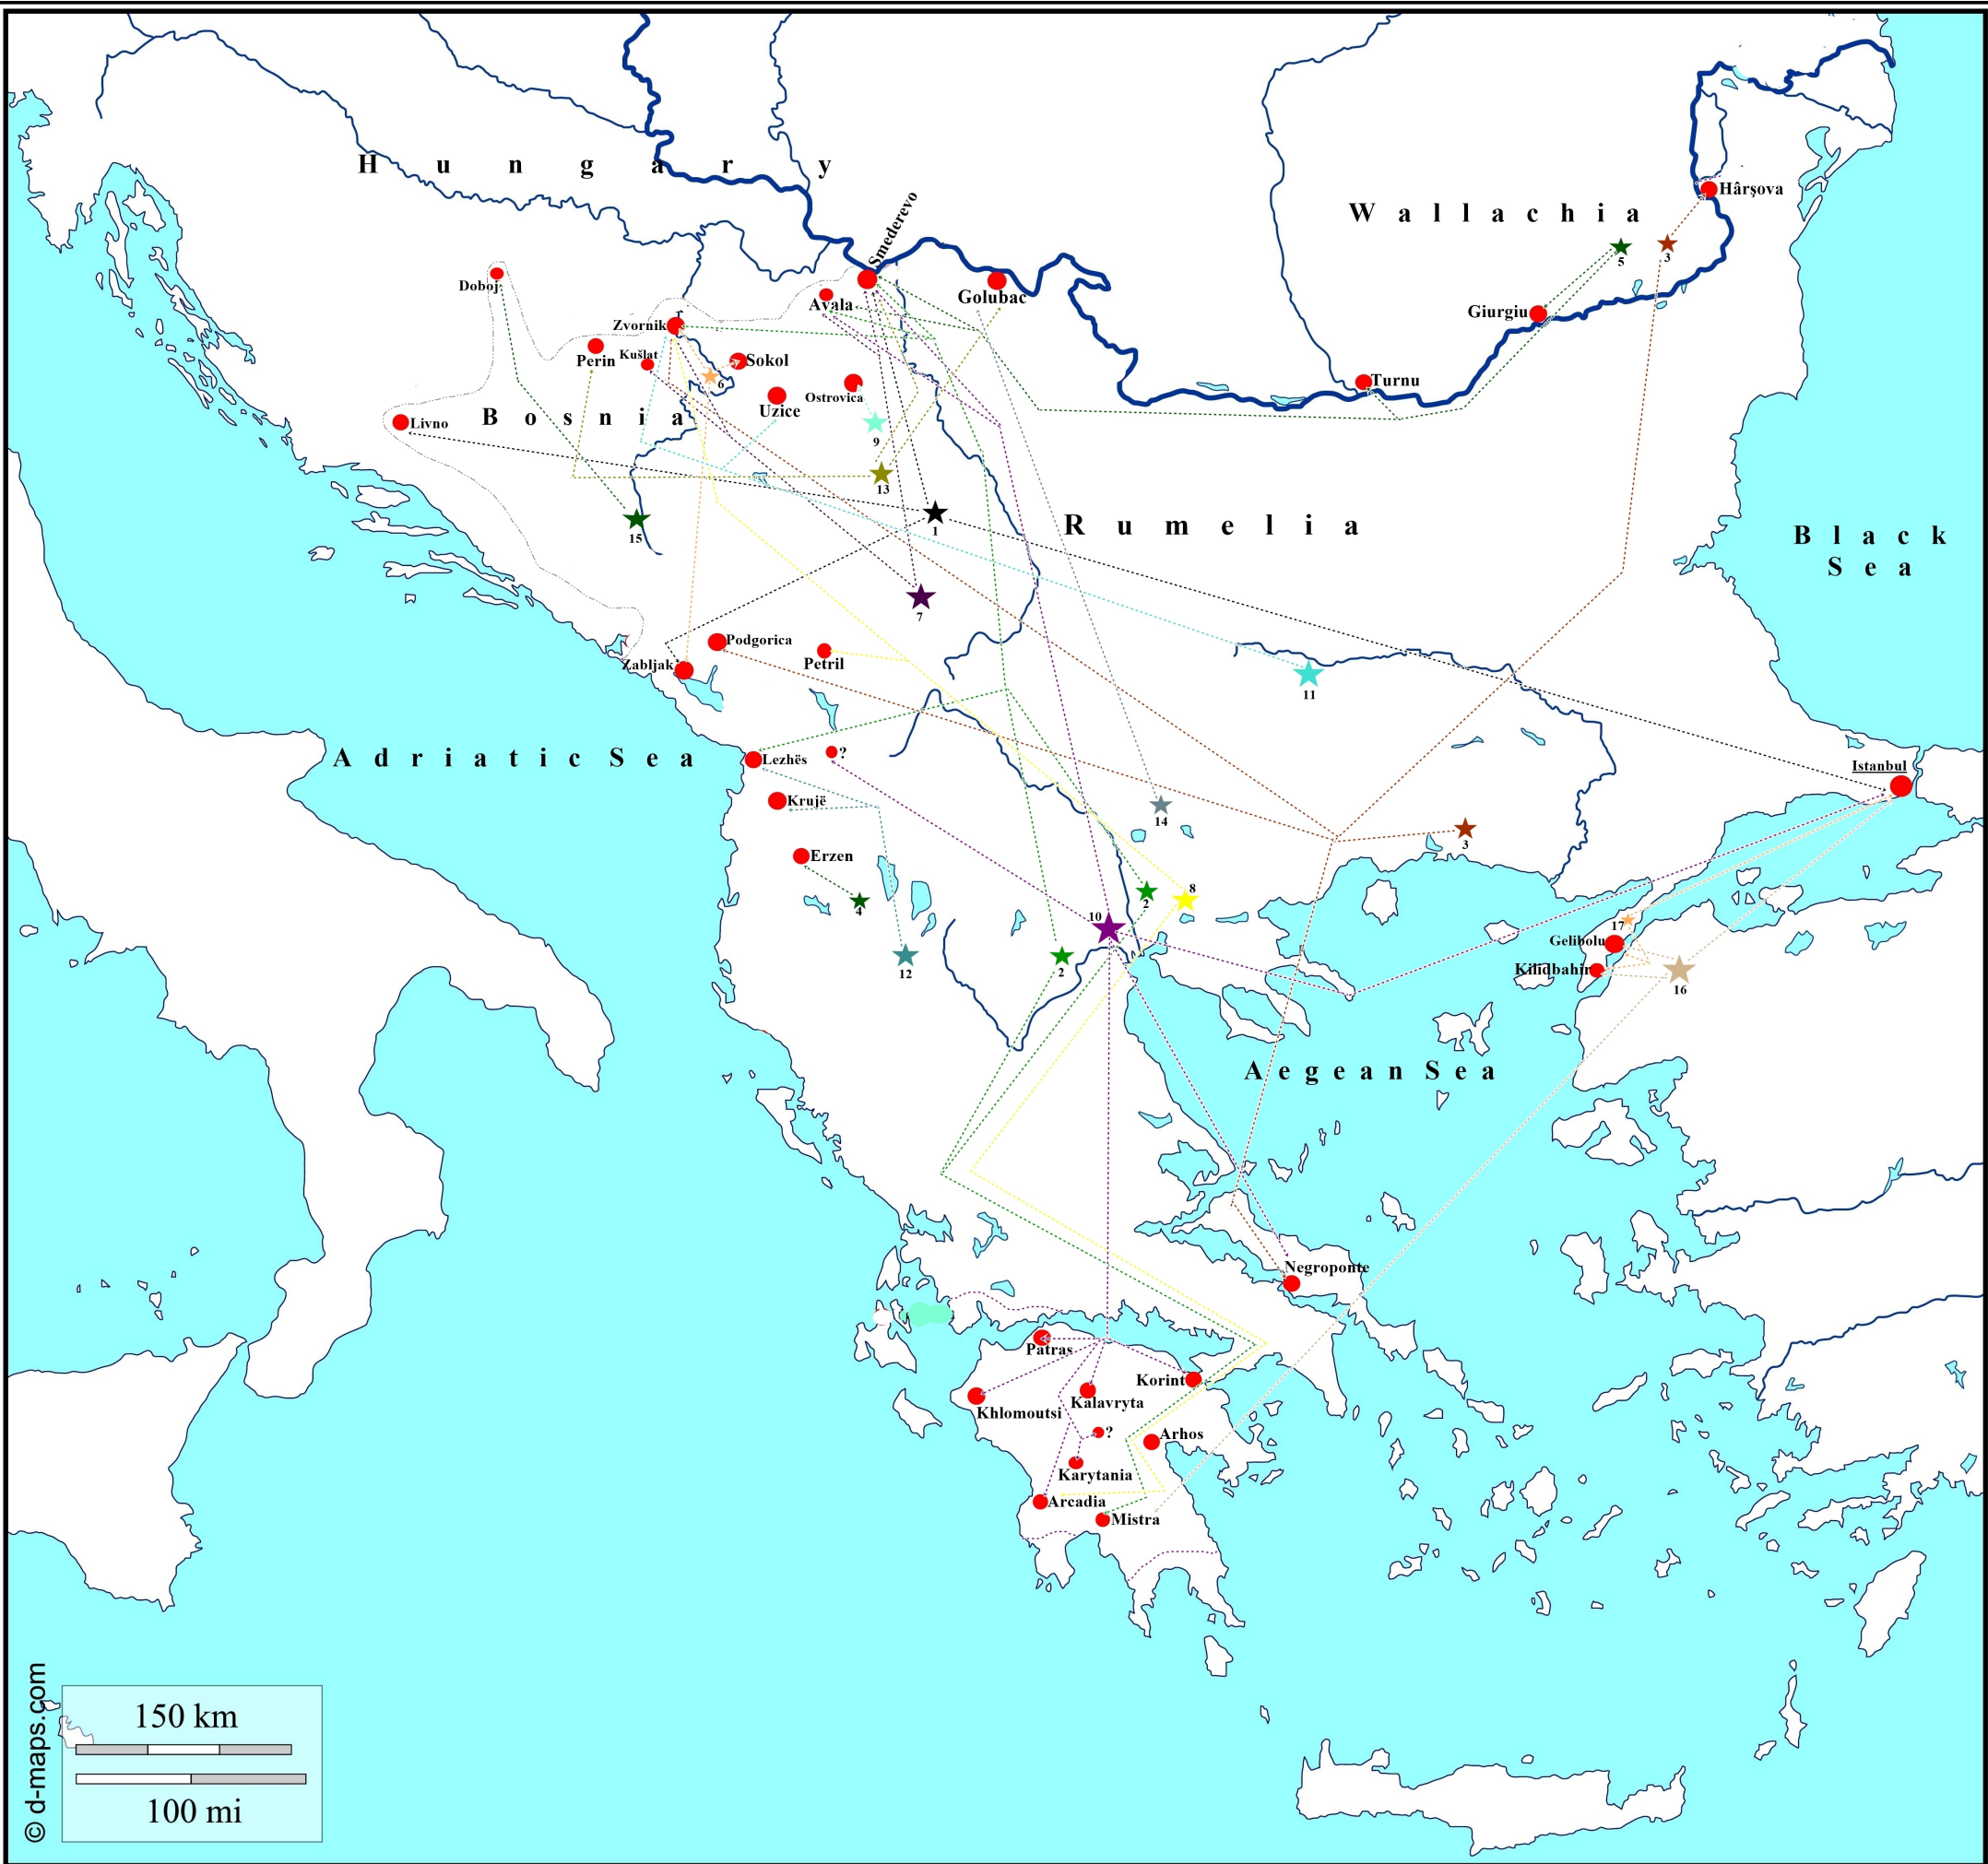 H u n g a r y
Smederevo
Hârşova
W a l l a c h i a
5
3
Doboj
Avala
Golubac
Giurgiu
Zvornik
r
Perin
Kušlat
Sokol
6
Turnu
Uzice
Ostrovica
Livno
B o s n i a
9
13
1
R u m e l i a
15
B l a c k
S e a
7
Podgorica
Zabljak
Petril
11
A d r i a t i c S e a
Lezhës
?
Istanbul
Krujë
14
3
Erzen
4
8
2
10
17
Gelibolu
12
2
Kilidbahir
16
A e g e a n S e a
Negroponte
Patras
Korint
Khlomoutsi
Kalavryta
?
Arhos
Karytania
Arcadia
Mistra
© d-maps.com
150 km
100 mi